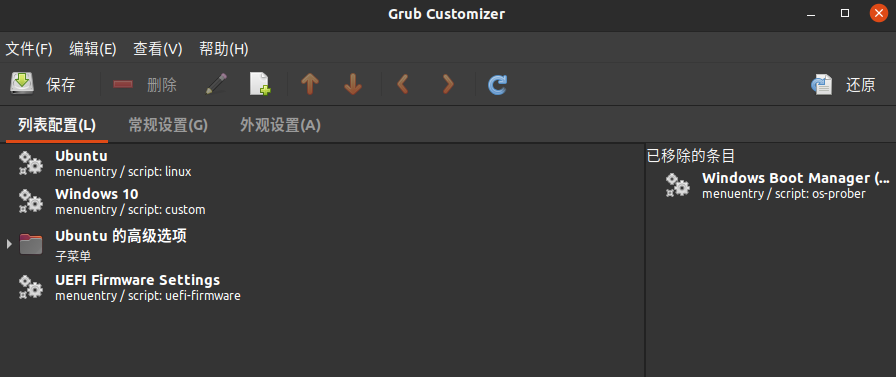 Grub Customizer
文件(F) 编辑(E) 查看(V) 帮助(H)
保存 删除 还原
列表配置(L) 常规设置(G) 外观设置(A)
Ubuntu
menuentry / script: linux
Windows 10
menuentry / script: custom
Ubuntu 的高级选项
子菜单
UEFI Firmware Settings
menuentry / script: uefi-firmware
已移除的条目
Windows Boot Manager (...
menuentry / script: os-prober